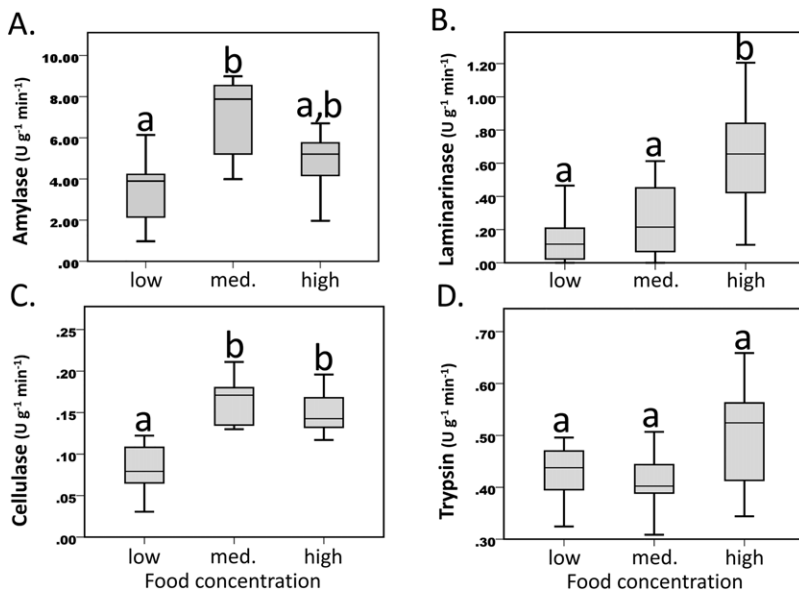 A.
Amylase (U g⁻¹ min⁻¹)
10.00
8.00
6.00
4.00
2.00
.00
a
b
a,b
low med. high
B.
Laminarinase (U g⁻¹ min⁻¹)
1.20
1.00
.80
.60
.40
.20
.00
a
a
b
low med. high
C.
Cellulase (U g⁻¹ min⁻¹)
.25
.20
.15
.10
.05
.00
a
b
b
low med. high
Food concentration
D.
Trypsin (U g⁻¹ min⁻¹)
.70
.60
.50
.40
.30
a
a
a
low med. high
Food concentration